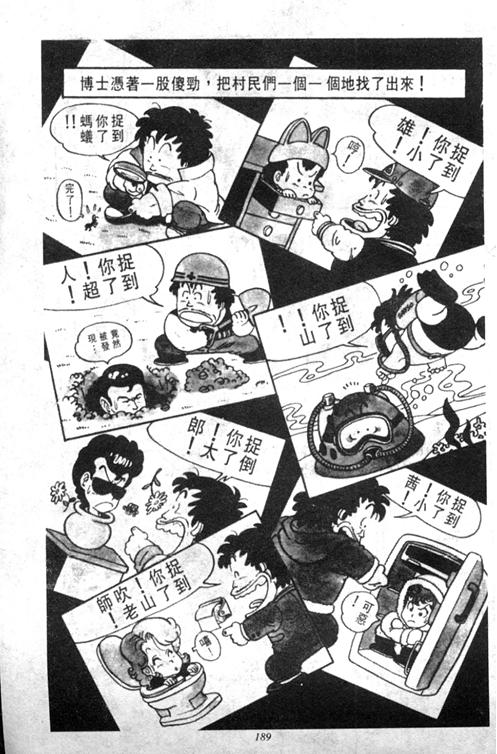 博士憑著一股傻勁，把村民們一個一個地找了出來！
捉到
你了
螞蟻
！！
完了！
捉到
你了
！小
雄！
哼！
捉到
你了
！超
人！
竟然
被發
現…
捉到
你了
！山
！！
捉倒
你了
！太
郎！
捉到
你了
！小
茜！
可惡！
捉到
你了
！山
吹老
師！
189